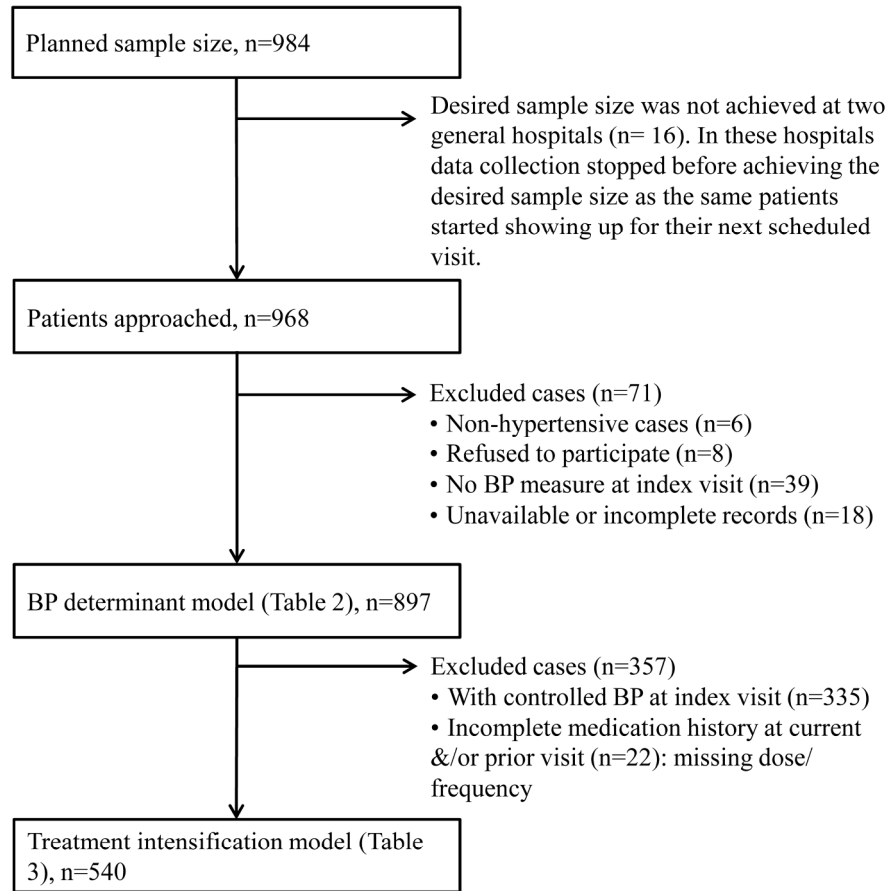 Planned sample size, n=984
Desired sample size was not achieved at two
general hospitals (n= 16). In these hospitals
data collection stopped before achieving the
desired sample size as the same patients
started showing up for their next scheduled
visit.
Patients approached, n=968
Excluded cases (n=71)
• Non-hypertensive cases (n=6)
• Refused to participate (n=8)
• No BP measure at index visit (n=39)
• Unavailable or incomplete records (n=18)
BP determinant model (Table 2), n=897
Excluded cases (n=357)
• With controlled BP at index visit (n=335)
• Incomplete medication history at current
&/or prior visit (n=22): missing dose/
frequency
Treatment intensification model (Table
3), n=540